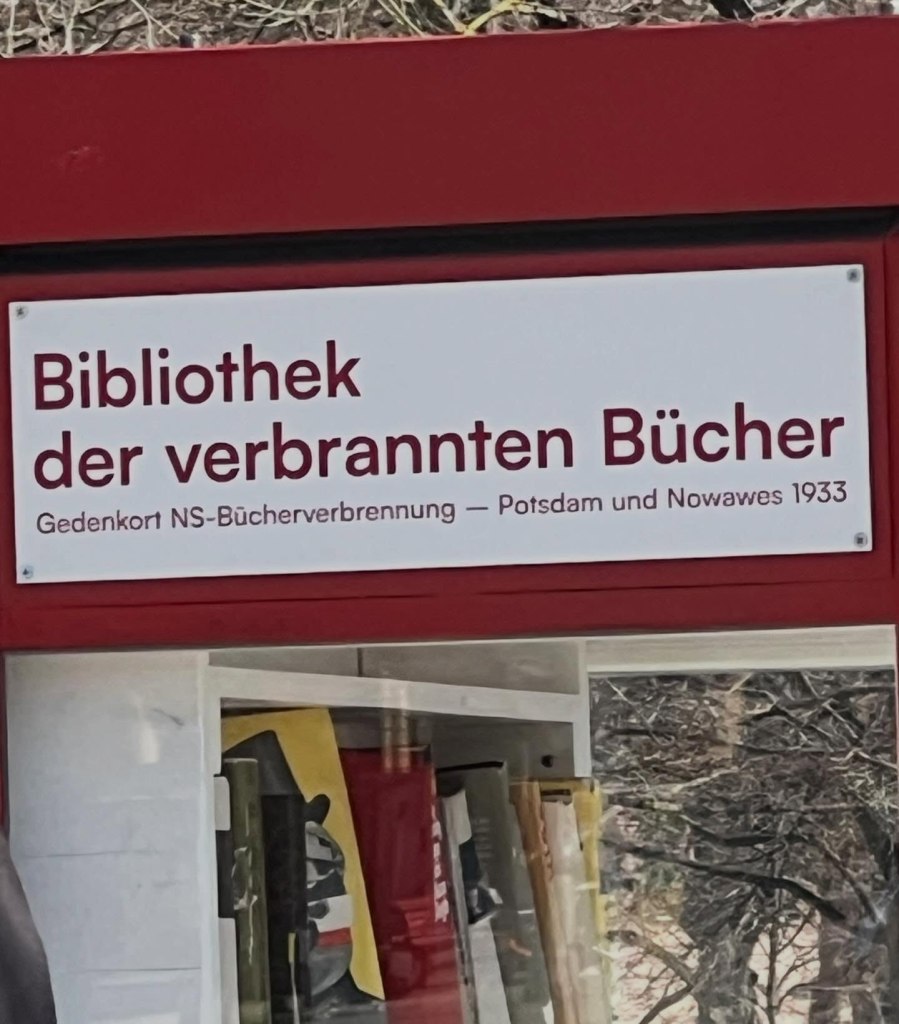 Bibliothek
der verbrannten Bücher
Gedenkort NS-Bücherverbrennung — Potsdam und Nowawes 1933